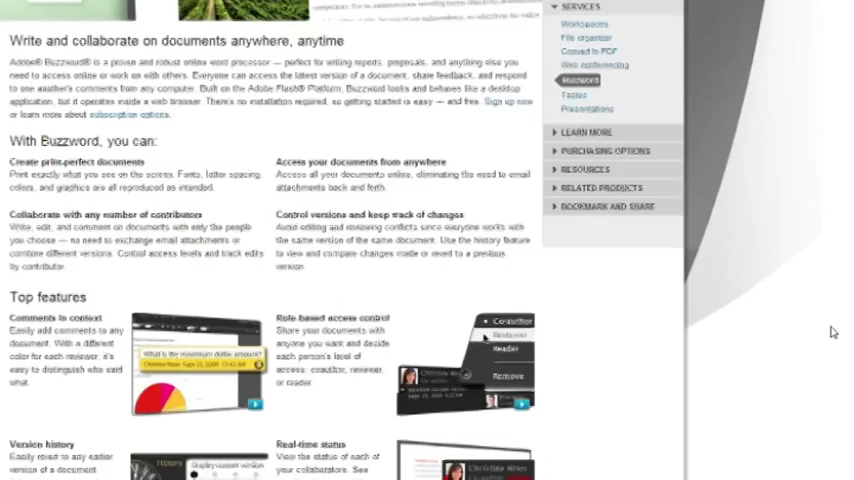 SERVICES
Workspaces
File organizer
Convert to PDF
Web conferencing
Buzzword
Tables
Presentations
LEARN MORE
PURCHASING OPTIONS
RESOURCES
RELATED PRODUCTS
BOOKMARK AND SHARE
Write and collaborate on documents anywhere, anytime
Adobe® Buzzword® is a proven and robust online word processor — perfect for writing reports, proposals, and anything else you
need to access online or work on with others. Everyone can access the latest version of a document, share feedback, and respond
to one another's comments from any computer. Built on the Adobe Flash® Platform, Buzzword looks and behaves like a desktop
application, but it operates inside a web browser. There's no installation required, so getting started is easy — and free. Sign up now
or learn more about subscription options.
With Buzzword, you can:
Create print-perfect documents
Print exactly what you see on the screen. Fonts, letter spacing,
colors, and graphics are all reproduced as intended.
Access your documents from anywhere
Access all your documents online, eliminating the need to email
attachments back and forth.
Collaborate with any number of contributors
Write, edit, and comment on documents with only the people
you choose — no need to exchange email attachments or
combine different versions. Control access levels and track edits
by contributor.
Control versions and keep track of changes
Avoid editing and reviewing conflicts since everyone works on
the same version of the same document. Use the history feature
to view and compare changes made or revert to a previous
version.
Top features
Comments in context
Easily add comments to any
document. With a different
color for each reviewer, it's
easy to distinguish who said
what.
What is the maximum dollar amount?
Role-based access control
Share your documents with
anyone you want and decide
each person's level of
access: coauthor, reviewer,
or reader.
Coauthor
Reviewer
Reader
Remove
Version history
Easily revert to any earlier
version of a document.
History
Display current version
Real-time status
View the status of each of
your collaborators. See